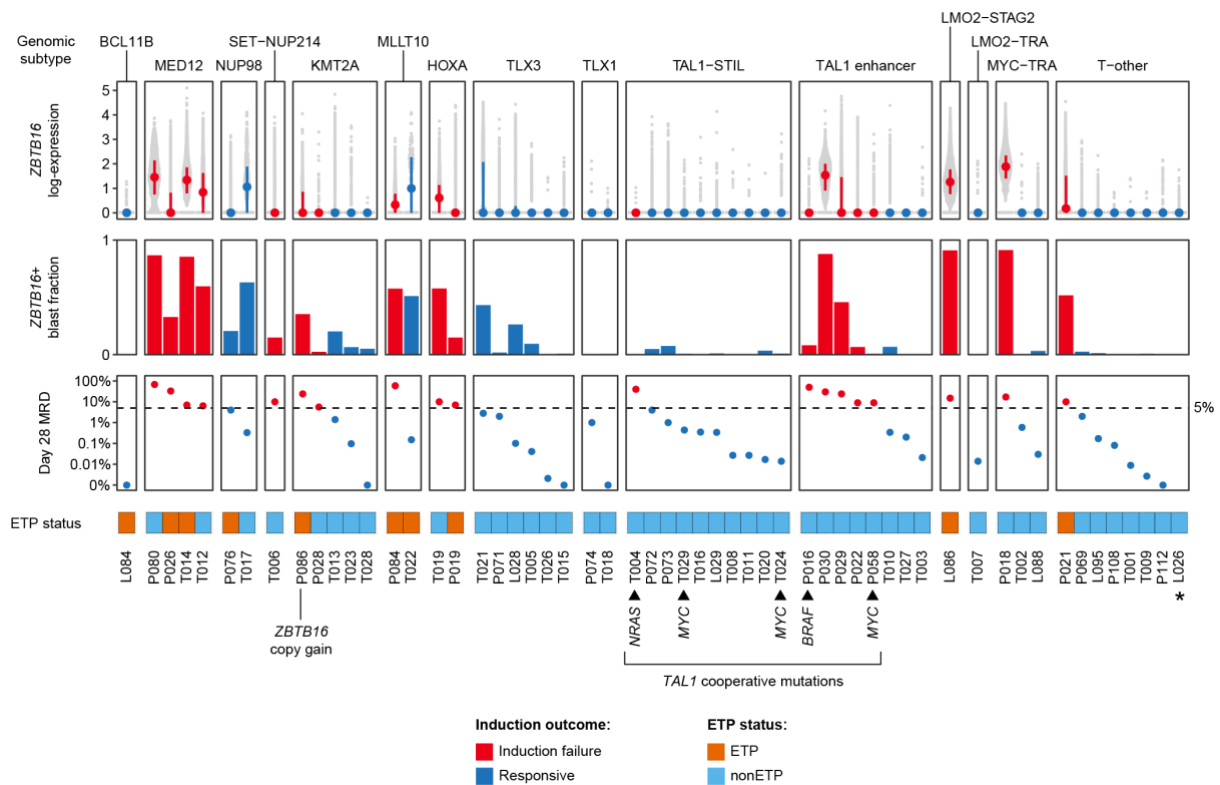 Genomic
subtype
BCL11B
MED12
NUP98
SET−NUP214
KMT2A
MLLT10
HOXA
TLX3
TLX1
TAL1−STIL
TAL1 enhancer
LMO2−STAG2
LMO2−TRA
MYC−TRA
T−other
ZBTB16
log-expression
5
4
3
2
1
0
ZBTB16+
blast fraction
1
0
Day 28 MRD
100%
10%
1%
0.1%
0.01%
0%
5%
ETP status
L084
P080
P026
T014
T012
P076
T017
T006
P086
P028
T013
T023
T028
P084
T022
T019
P019
T021
P071
L028
T005
T026
T015
P074
T018
T004
P072
P073
T029
T016
L029
T008
T011
T020
T024
P016
P030
P029
P022
P058
T010
T027
T003
L086
T007
P018
T002
L088
P021
P069
L095
P108
T001
T009
P112
L026
*
ZBTB16
copy gain
NRAS
MYC
MYC
BRAF
MYC
TAL1 cooperative mutations
Induction outcome:
Induction failure
Responsive
ETP status:
ETP
nonETP